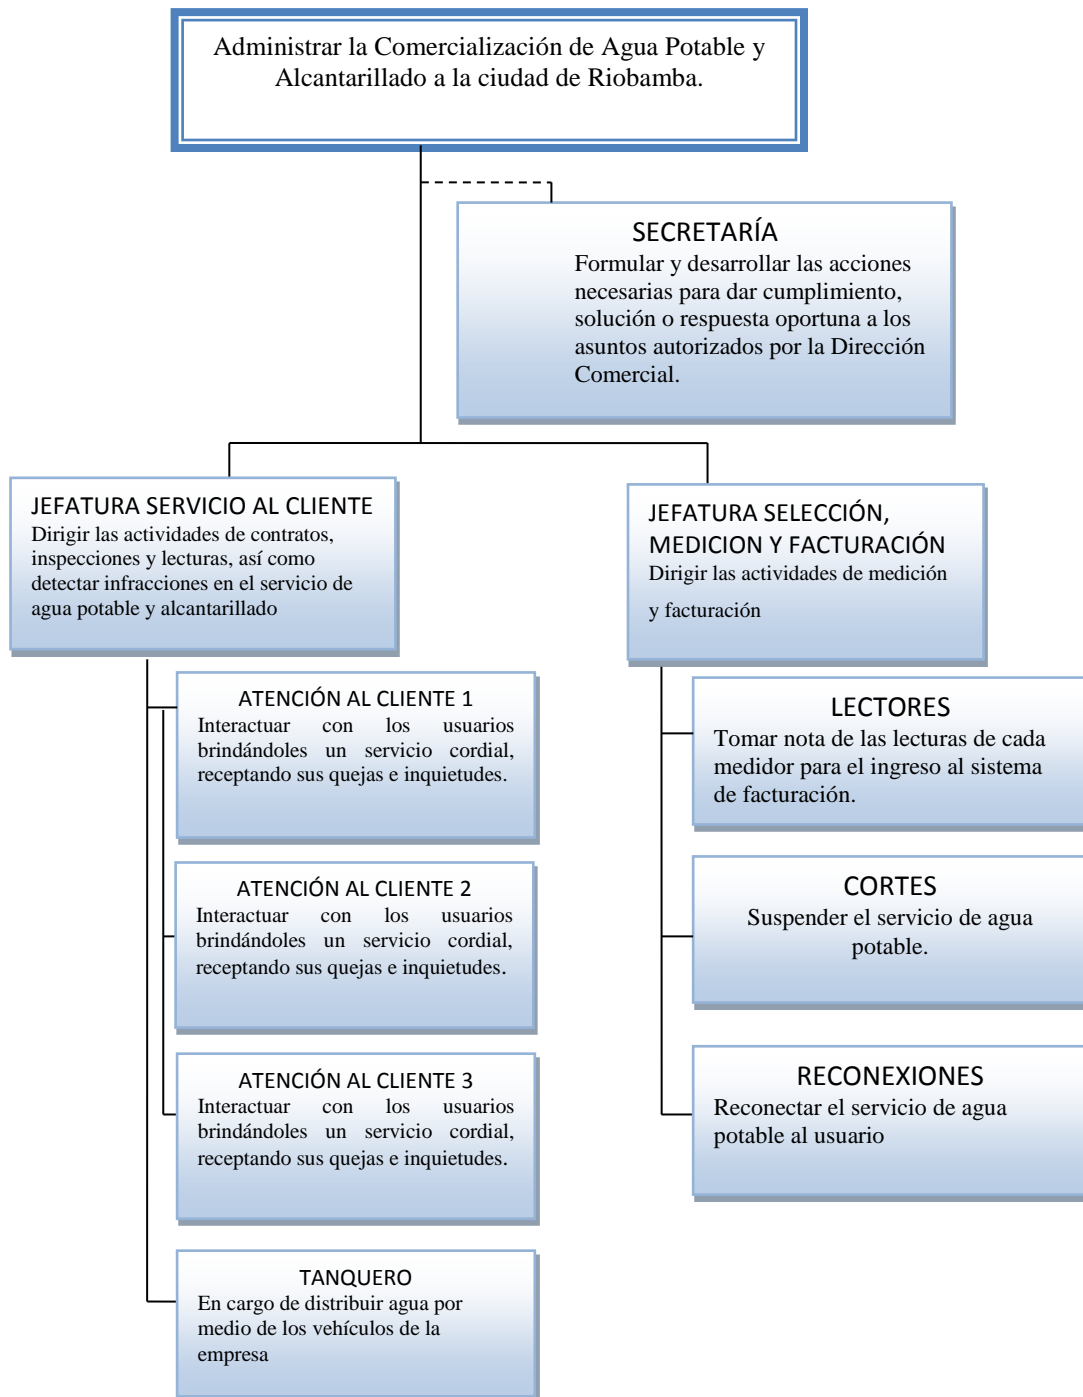 Administrar la Comercialización de Agua Potable y
Alcantarillado a la ciudad de Riobamba.
SECRETARÍA
Formular y desarrollar las acciones
necesarias para dar cumplimiento,
solución o respuesta oportuna a los
asuntos autorizados por la Dirección
Comercial.
JEFATURA SERVICIO AL CLIENTE
Dirigir las actividades de contratos,
inspecciones y lecturas, así como
detectar infracciones en el servicio de
agua potable y alcantarillado
JEFATURA SELECCIÓN,
MEDICION Y FACTURACIÓN
Dirigir las actividades de medición
y facturación
ATENCIÓN AL CLIENTE 1
Interactuar con los usuarios
brindándoles un servicio cordial,
receptando sus quejas e inquietudes.
ATENCIÓN AL CLIENTE 2
Interactuar con los usuarios
brindándoles un servicio cordial,
receptando sus quejas e inquietudes.
ATENCIÓN AL CLIENTE 3
Interactuar con los usuarios
brindándoles un servicio cordial,
receptando sus quejas e inquietudes.
TANQUERO
En cargo de distribuir agua por
medio de los vehículos de la
empresa
LECTORES
Tomar nota de las lecturas de cada
medidor para el ingreso al sistema
de facturación.
CORTES
Suspender el servicio de agua
potable.
RECONEXIONES
Reconectar el servicio de agua
potable al usuario